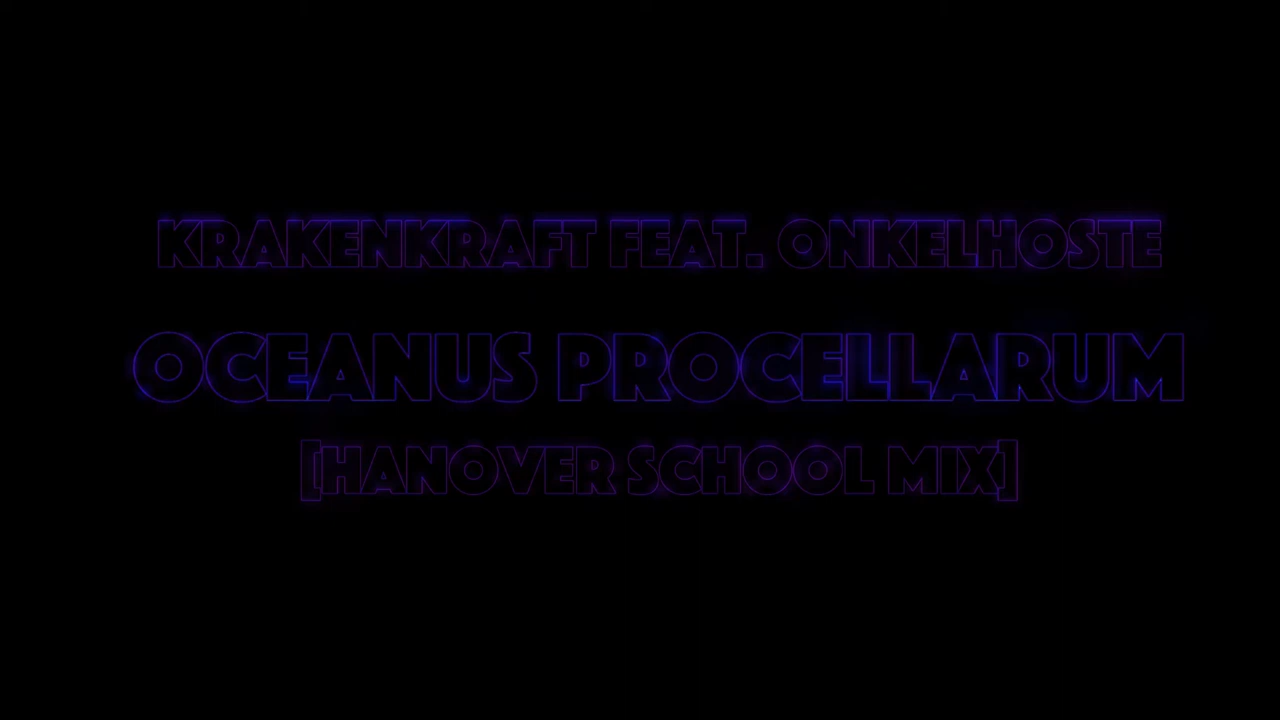 KRAKENKRAFT FEAT. ONKELHOSTE
OCEANUS PROCELLARUM
[HANOVER SCHOOL MIX]